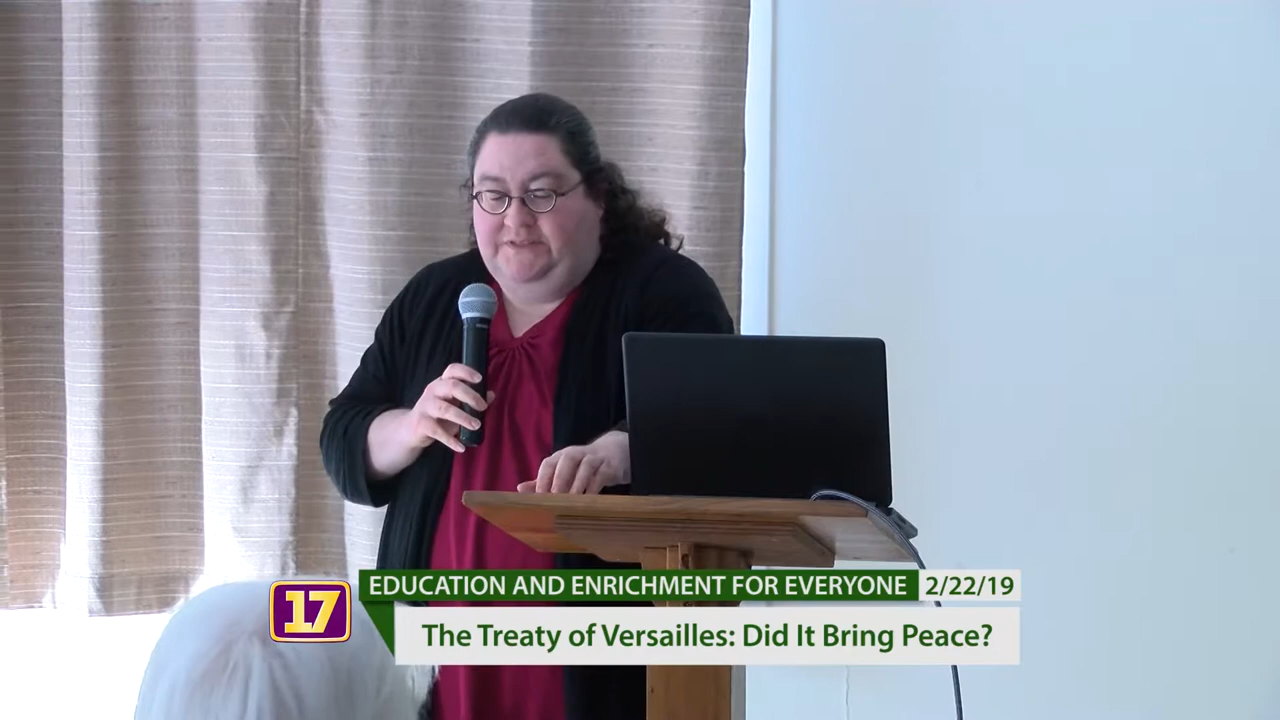 17
EDUCATION AND ENRICHMENT FOR EVERYONE 2/22/19
The Treaty of Versailles: Did It Bring Peace?